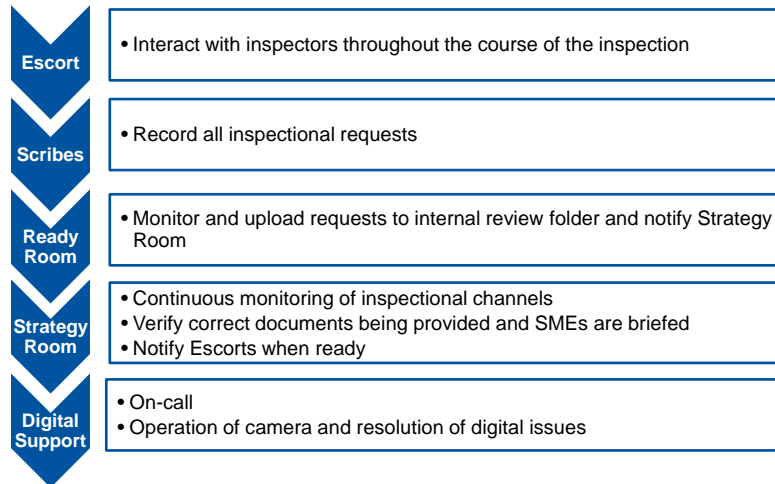 Escort
• Interact with inspectors throughout the course of the inspection
Scribes
• Record all inspectional requests
Ready
Room
• Monitor and upload requests to internal review folder and notify Strategy
Room
Strategy
Room
• Continuous monitoring of inspectional channels
• Verify correct documents being provided and SMEs are briefed
• Notify Escorts when ready
Digital
Support
• On-call
• Operation of camera and resolution of digital issues